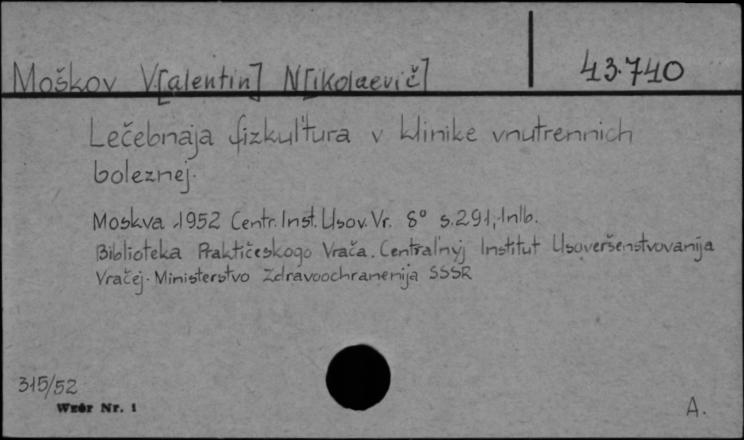 Moškov V[alentin] N[ikolaevič] 43.740
Lečebnaja fizkul'tura v klinike vnutrennich
boleznej.
Moskva 1952 Centr. Inst. Usov. Vr. 8° s. 291, 1nlb.
Biblioteka Praktičeskogo Vrača. Central'nyj Institut Usoveršenstvovanija
Vračej. Ministerstvo Zdravoochranenija SSSR
315/52
Wzór Nr. 1
A.